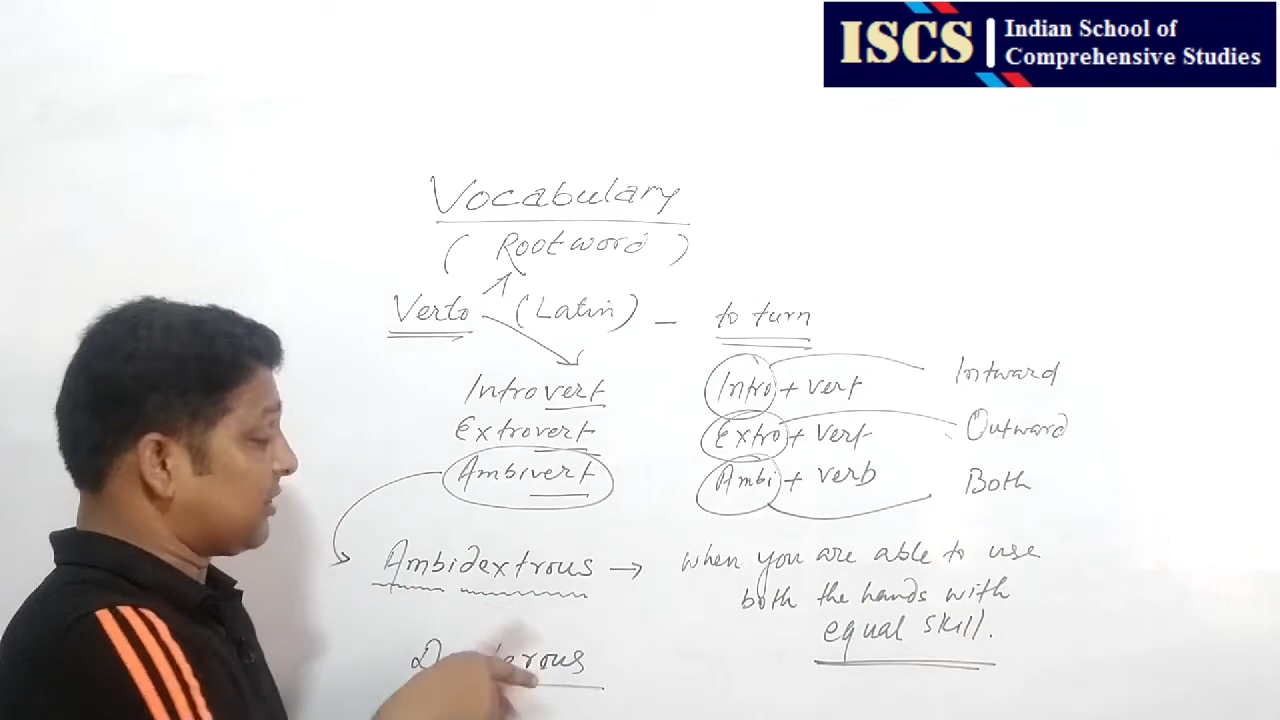 ISCS | Indian School of
Comprehensive Studies
Vocabulary
(Rootword)
Verto (Latin) - to turn
Introvert Intro + vert Intward
Extrovert Extro + vert Outward
Ambivert Ambi + verb Both
Ambidextrous → when you are able to use
both the hands with
equal skill.